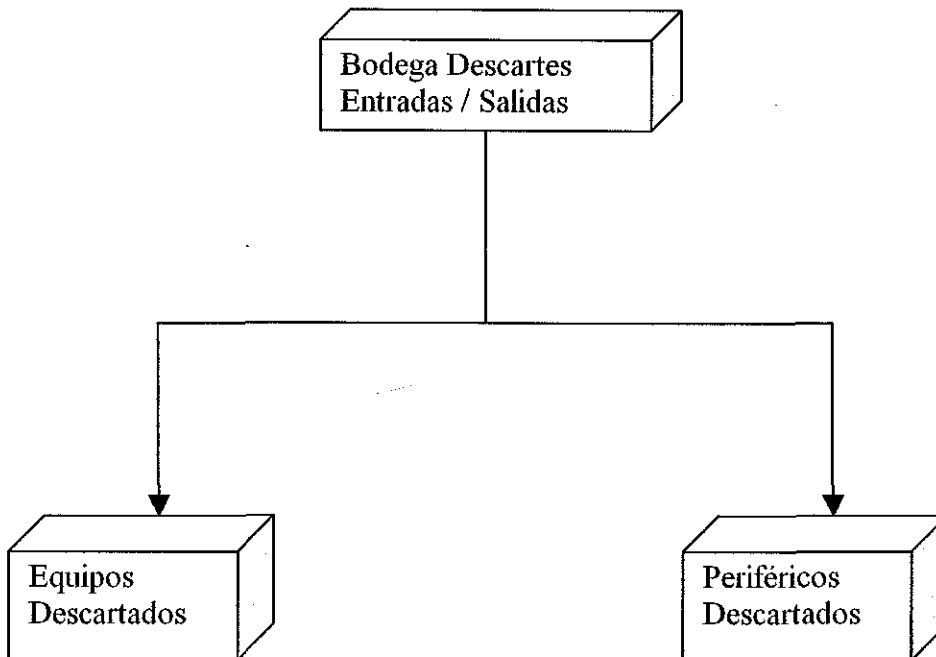 Bodega Descartes
Entradas / Salidas
Equipos
Descartados
Periféricos
Descartados